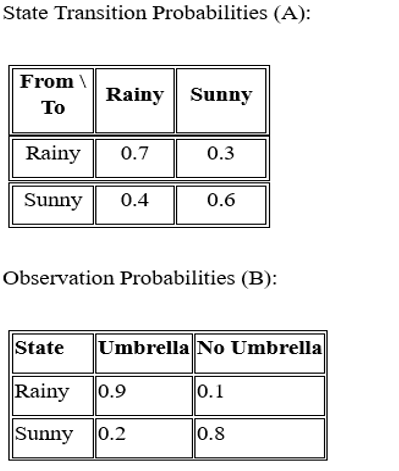 State Transition Probabilities (A):
From \ To Rainy Sunny
Rainy 0.7 0.3
Sunny 0.4 0.6
Observation Probabilities (B):
State Umbrella No Umbrella
Rainy 0.9 0.1
Sunny 0.2 0.8